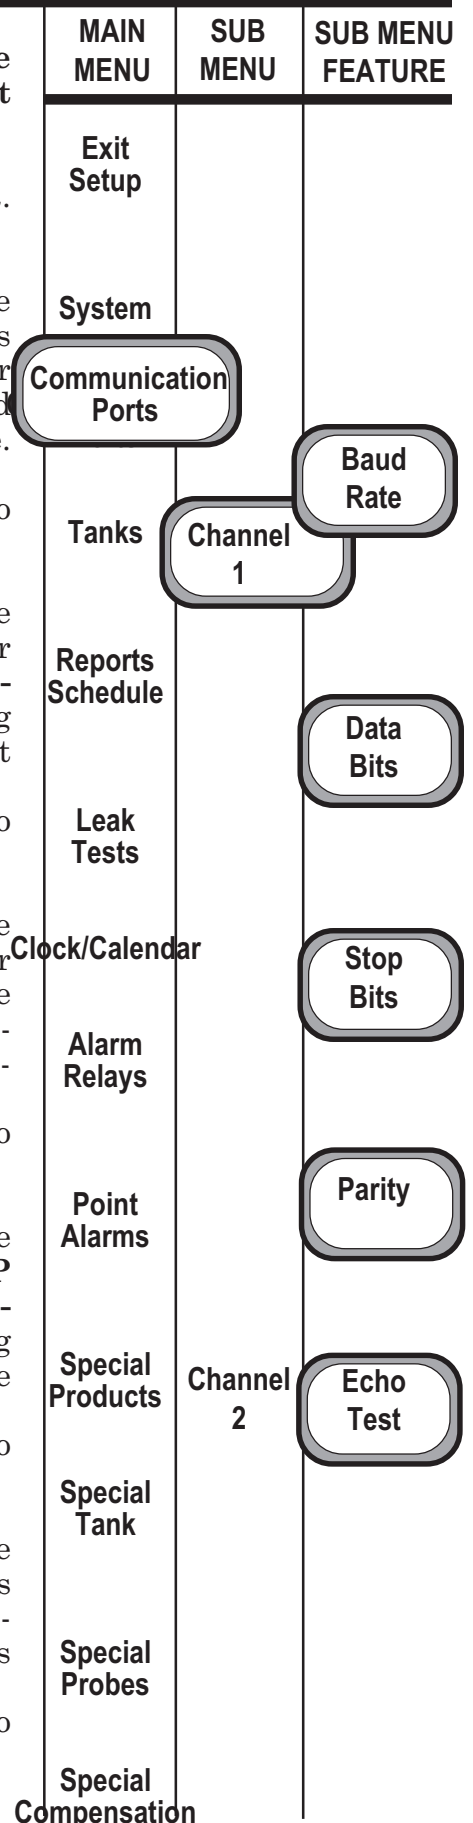 MAIN
MENU
Exit
Setup
System
Communication
Ports
Tanks
Reports
Schedule
Leak
Tests
Clock/Calendar
Alarm
Relays
Point
Alarms
Special
Products
Special
Tank
Special
Probes
Special
Compensation
SUB
MENU
Channel
1
Channel
2
SUB MENU
FEATURE
Baud
Rate
Data
Bits
Stop
Bits
Parity
Echo
Test